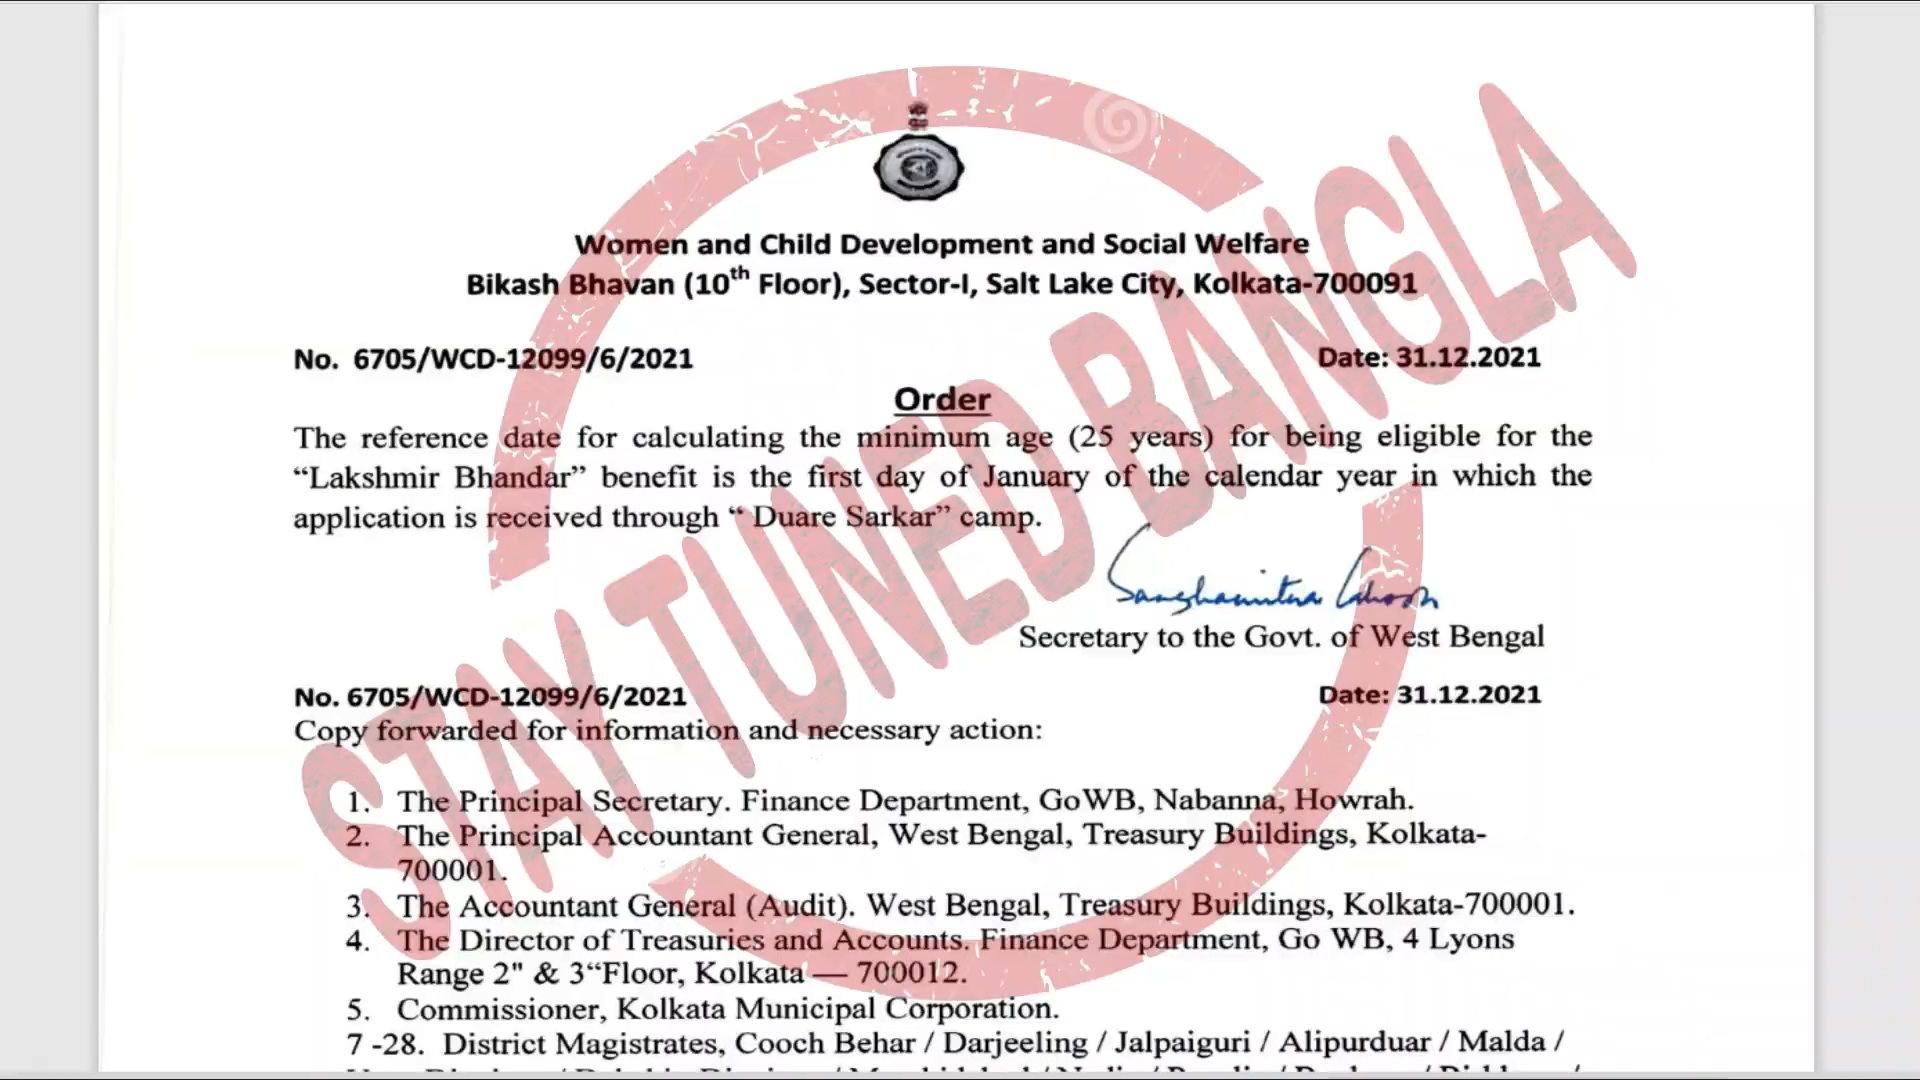 Women and Child Development and Social Welfare
Bikash Bhavan (10th Floor), Sector-I, Salt Lake City, Kolkata-700091
No. 6705/WCD-12099/6/2021 Date: 31.12.2021
Order
The reference date for calculating the minimum age (25 years) for being eligible for the
“Lakshmir Bhandar” benefit is the first day of January of the calendar year in which the
application is received through “ Duare Sarkar” camp.
Sanghamitra Ghosh
Secretary to the Govt. of West Bengal
No. 6705/WCD-12099/6/2021 Date: 31.12.2021
Copy forwarded for information and necessary action:
1. The Principal Secretary. Finance Department, GoWB, Nabanna, Howrah.
2. The Principal Accountant General, West Bengal, Treasury Buildings, Kolkata-
700001.
3. The Accountant General (Audit). West Bengal, Treasury Buildings, Kolkata-700001.
4. The Director of Treasuries and Accounts. Finance Department, Go WB, 4 Lyons
Range 2" & 3“Floor, Kolkata — 700012.
5. Commissioner, Kolkata Municipal Corporation.
7 -28. District Magistrates, Cooch Behar / Darjeeling / Jalpaiguri / Alipurduar / Malda /
STAY TUNED BANGLA